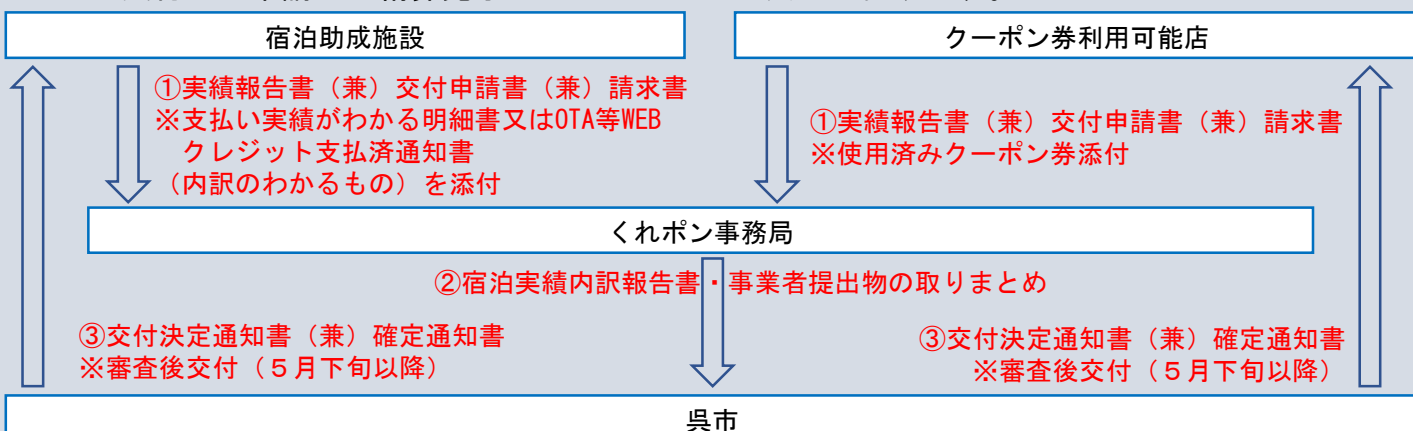 宿泊助成施設
クーポン券利用可能店
①実績報告書（兼）交付申請書（兼）請求書
※支払い実績がわかる明細書又はOTA等WEB
クレジット支払済通知書
（内訳のわかるもの）を添付
①実績報告書（兼）交付申請書（兼）請求書
※使用済みクーポン券添付
くれポン事務局
②宿泊実績内訳報告書・事業者提出物の取りまとめ
③交付決定通知書（兼）確定通知書
※審査後交付（５月下旬以降）
③交付決定通知書（兼）確定通知書
※審査後交付（５月下旬以降）
呉市